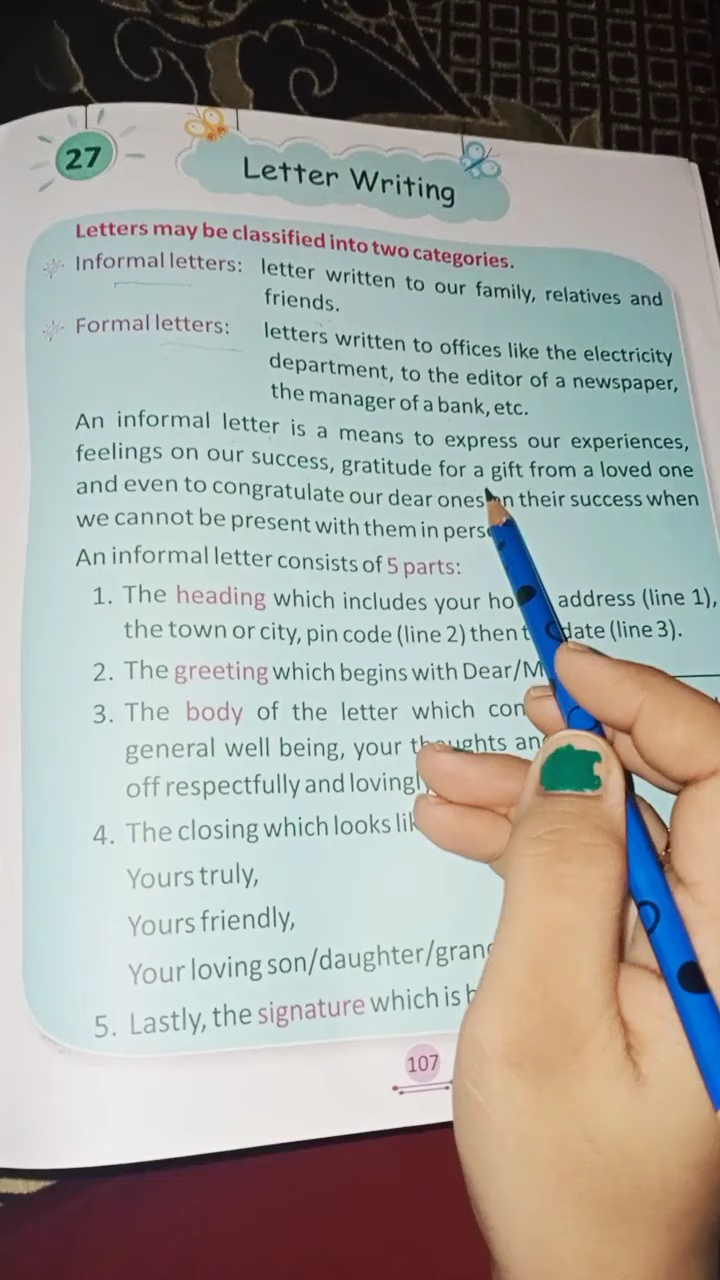 27
Letter Writing
Letters may be classified into two categories.
Informal letters: letter written to our family, relatives and
friends.
Formal letters: letters written to offices like the electricity
department, to the editor of a newspaper,
the manager of a bank, etc.
An informal letter is a means to express our experiences,
feelings on our success, gratitude for a gift from a loved one
and even to congratulate our dear ones on their success when
we cannot be present with them in
An informal letter consists of 5 parts:
1. The heading which includes your address (line 1),
the town or city, pin code (line 2) then date (line 3).
2. The greeting which begins with Dear/
3. The body of the letter which
general well being, your thoughts
off respectfully and lovingly
4. The closing which looks
Yours truly,
Yours friendly,
Your loving son/daughter/
5. Lastly, the signature which is
107